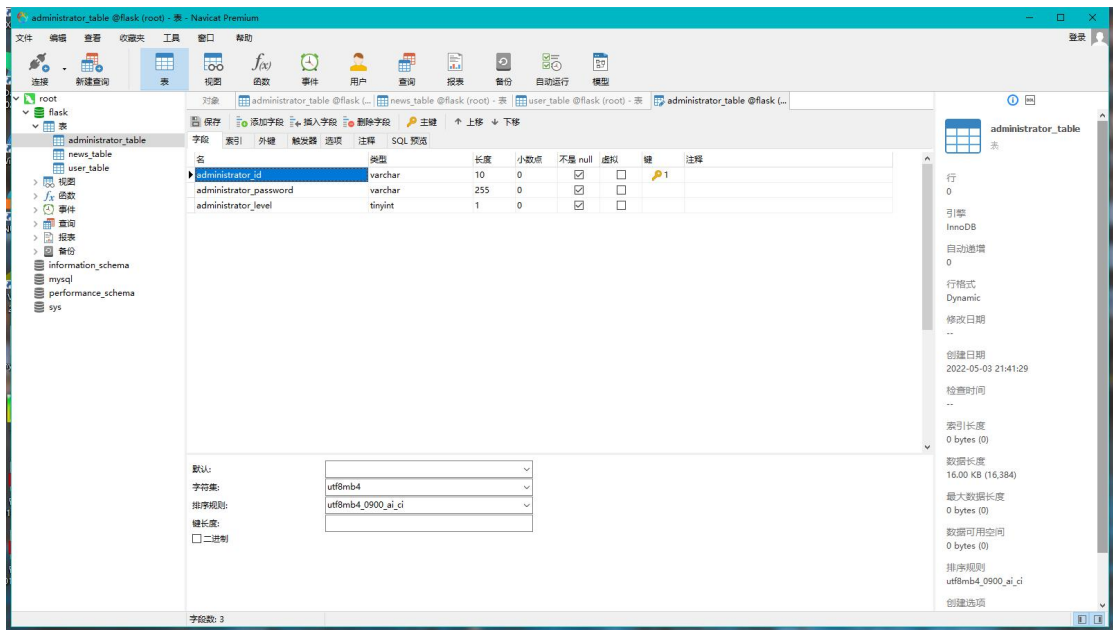 administrator_table @flask (root) - 表 - Navicat Premium
文件 编辑 查看 收藏夹 工具 窗口 帮助 登录
连接 新建查询 表 视图 函数 事件 用户 查询 报表 备份 自动运行 模型
root
flask
表
administrator_table
news_table
user_table
视图
函数
事件
查询
报表
备份
information_schema
mysql
performance_schema
sys
对象 administrator_table @flask (... news_table @flask (root) - 表 user_table @flask (root) - 表 administrator_table @flask (...
保存 添加字段 插入字段 删除字段 主键 上移 下移
字段 索引 外键 触发器 选项 注释 SQL 预览
名 类型 长度 小数点 不是 null 虚拟 键 注释
administrator_id varchar 10 0 1
administrator_password varchar 255 0
administrator_level tinyint 1 0
默认:
字符集: utf8mb4
排序规则: utf8mb4_0900_ai_ci
键长度:
二进制
字段数: 3
administrator_table
表
行
0
引擎
InnoDB
自动递增
0
行格式
Dynamic
修改日期
--
创建日期
2022-05-03 21:41:29
检查时间
--
索引长度
0 bytes (0)
数据长度
16.00 KB (16,384)
最大数据长度
0 bytes (0)
数据可用空间
0 bytes (0)
排序规则
utf8mb4_0900_ai_ci
创建选项